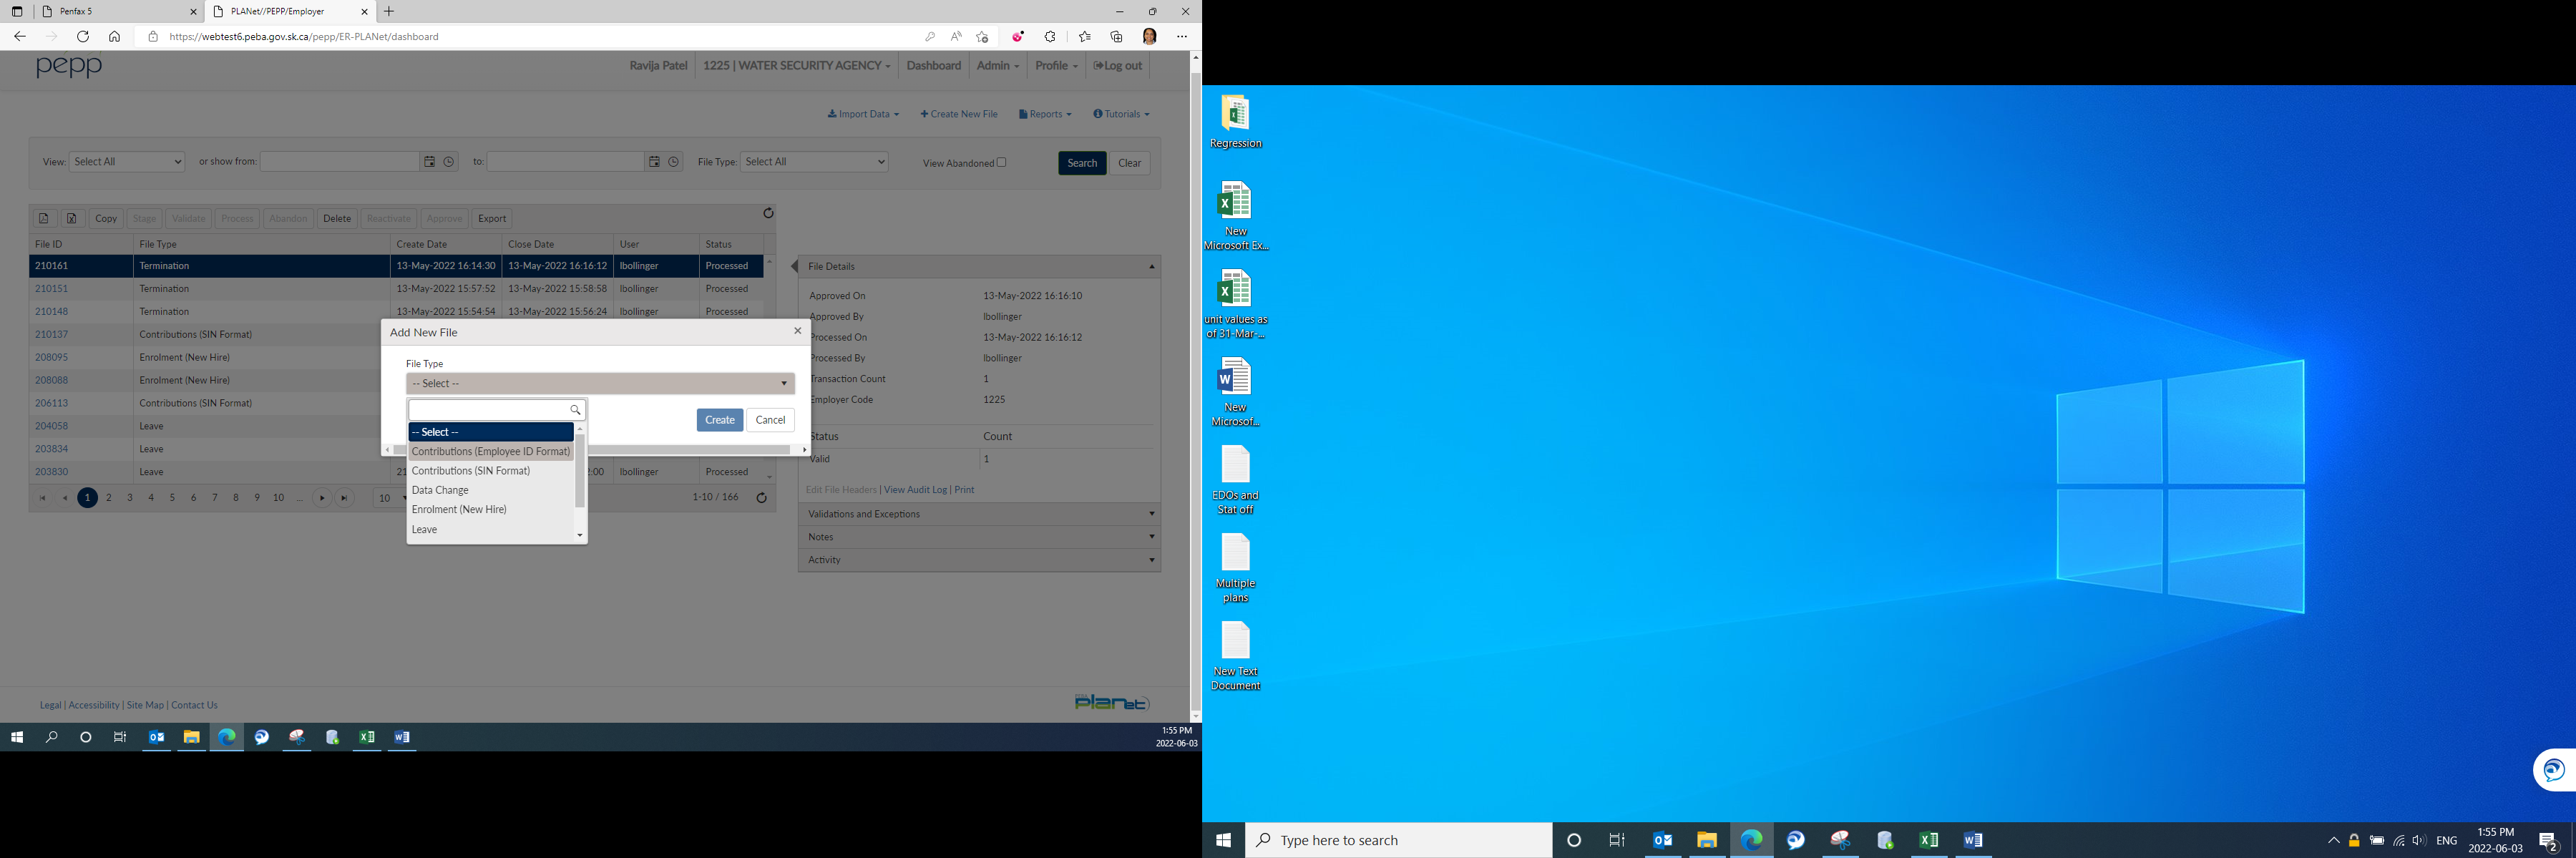 Penfax 5
PLANet//PEPP/Employer
https://webtest6.peba.gov.sk.ca/pepp/ER-PLANet/dashboard
pepp
Ravija Patel 1225 | WATER SECURITY AGENCY Dashboard Admin Profile Log out
Import Data + Create New File Reports Tutorials
View: Select All or show from: to: File Type: Select All View Abandoned Search Clear
Copy Stage Validate Process Abandon Delete Reactivate Approve Export
File ID File Type Create Date Close Date User Status
210161 Termination 13-May-2022 16:14:30 13-May-2022 16:16:12 lbollinger Processed
210151 Termination 13-May-2022 15:57:52 13-May-2022 15:58:58 lbollinger Processed
210148 Termination 13-May-2022 15:54:54 13-May-2022 15:56:24 lbollinger Processed
210137 Contributions (SIN Format)
208095 Enrolment (New Hire)
208088 Enrolment (New Hire)
206113 Contributions (SIN Format)
204058 Leave
203834 Leave
203830 Leave 21 :00 lbollinger Processed
1 2 3 4 5 6 7 8 9 10 ... 10 1-10 / 166
Add New File
File Type
-- Select --
Create Cancel
-- Select --
Contributions (Employee ID Format)
Contributions (SIN Format)
Data Change
Enrolment (New Hire)
Leave
File Details
Approved On 13-May-2022 16:16:10
Approved By lbollinger
Processed On 13-May-2022 16:16:12
Processed By lbollinger
Transaction Count 1
Employer Code 1225
Status Count
Valid 1
Edit File Headers | View Audit Log | Print
Validations and Exceptions
Notes
Activity
Legal | Accessibility | Site Map | Contact Us
planet
1:55 PM
2022-06-03
Regression
New
Microsoft Ex...
unit values as
of 31-Mar-...
New
Microsof...
EDOs and
Stat off
Multiple
plans
New Text
Document
Type here to search
ENG
1:55 PM
2022-06-03
2